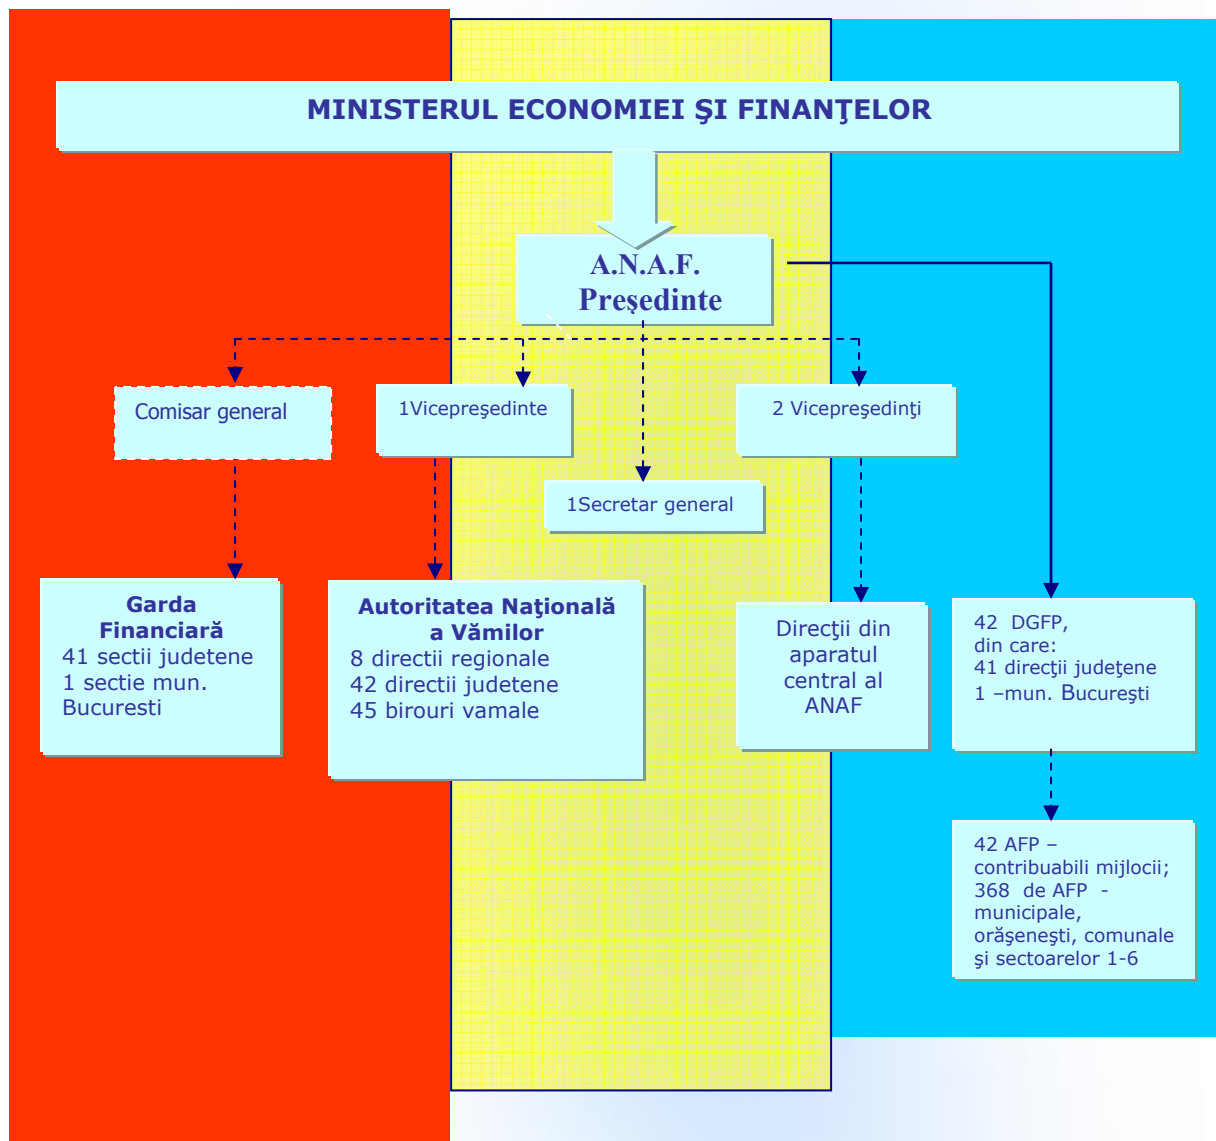 MINISTERUL ECONOMIEI ŞI FINANŢELOR
A.N.A.F.
Preşedinte
Comisar general
1Vicepreşedinte
2 Vicepreşedinţi
1Secretar general
Garda
Financiară
41 sectii judetene
1 sectie mun.
Bucuresti
Autoritatea Naţională
a Vămilor
8 directii regionale
42 directii judetene
45 birouri vamale
Direcţii din
aparatul
central al
ANAF
42  DGFP,
din care:
41 direcţii judeţene
1 –mun. Bucureşti
42 AFP –
contribuabili mijlocii;
368  de AFP  -
municipale,
orăşeneşti, comunale
şi sectoarelor 1-6